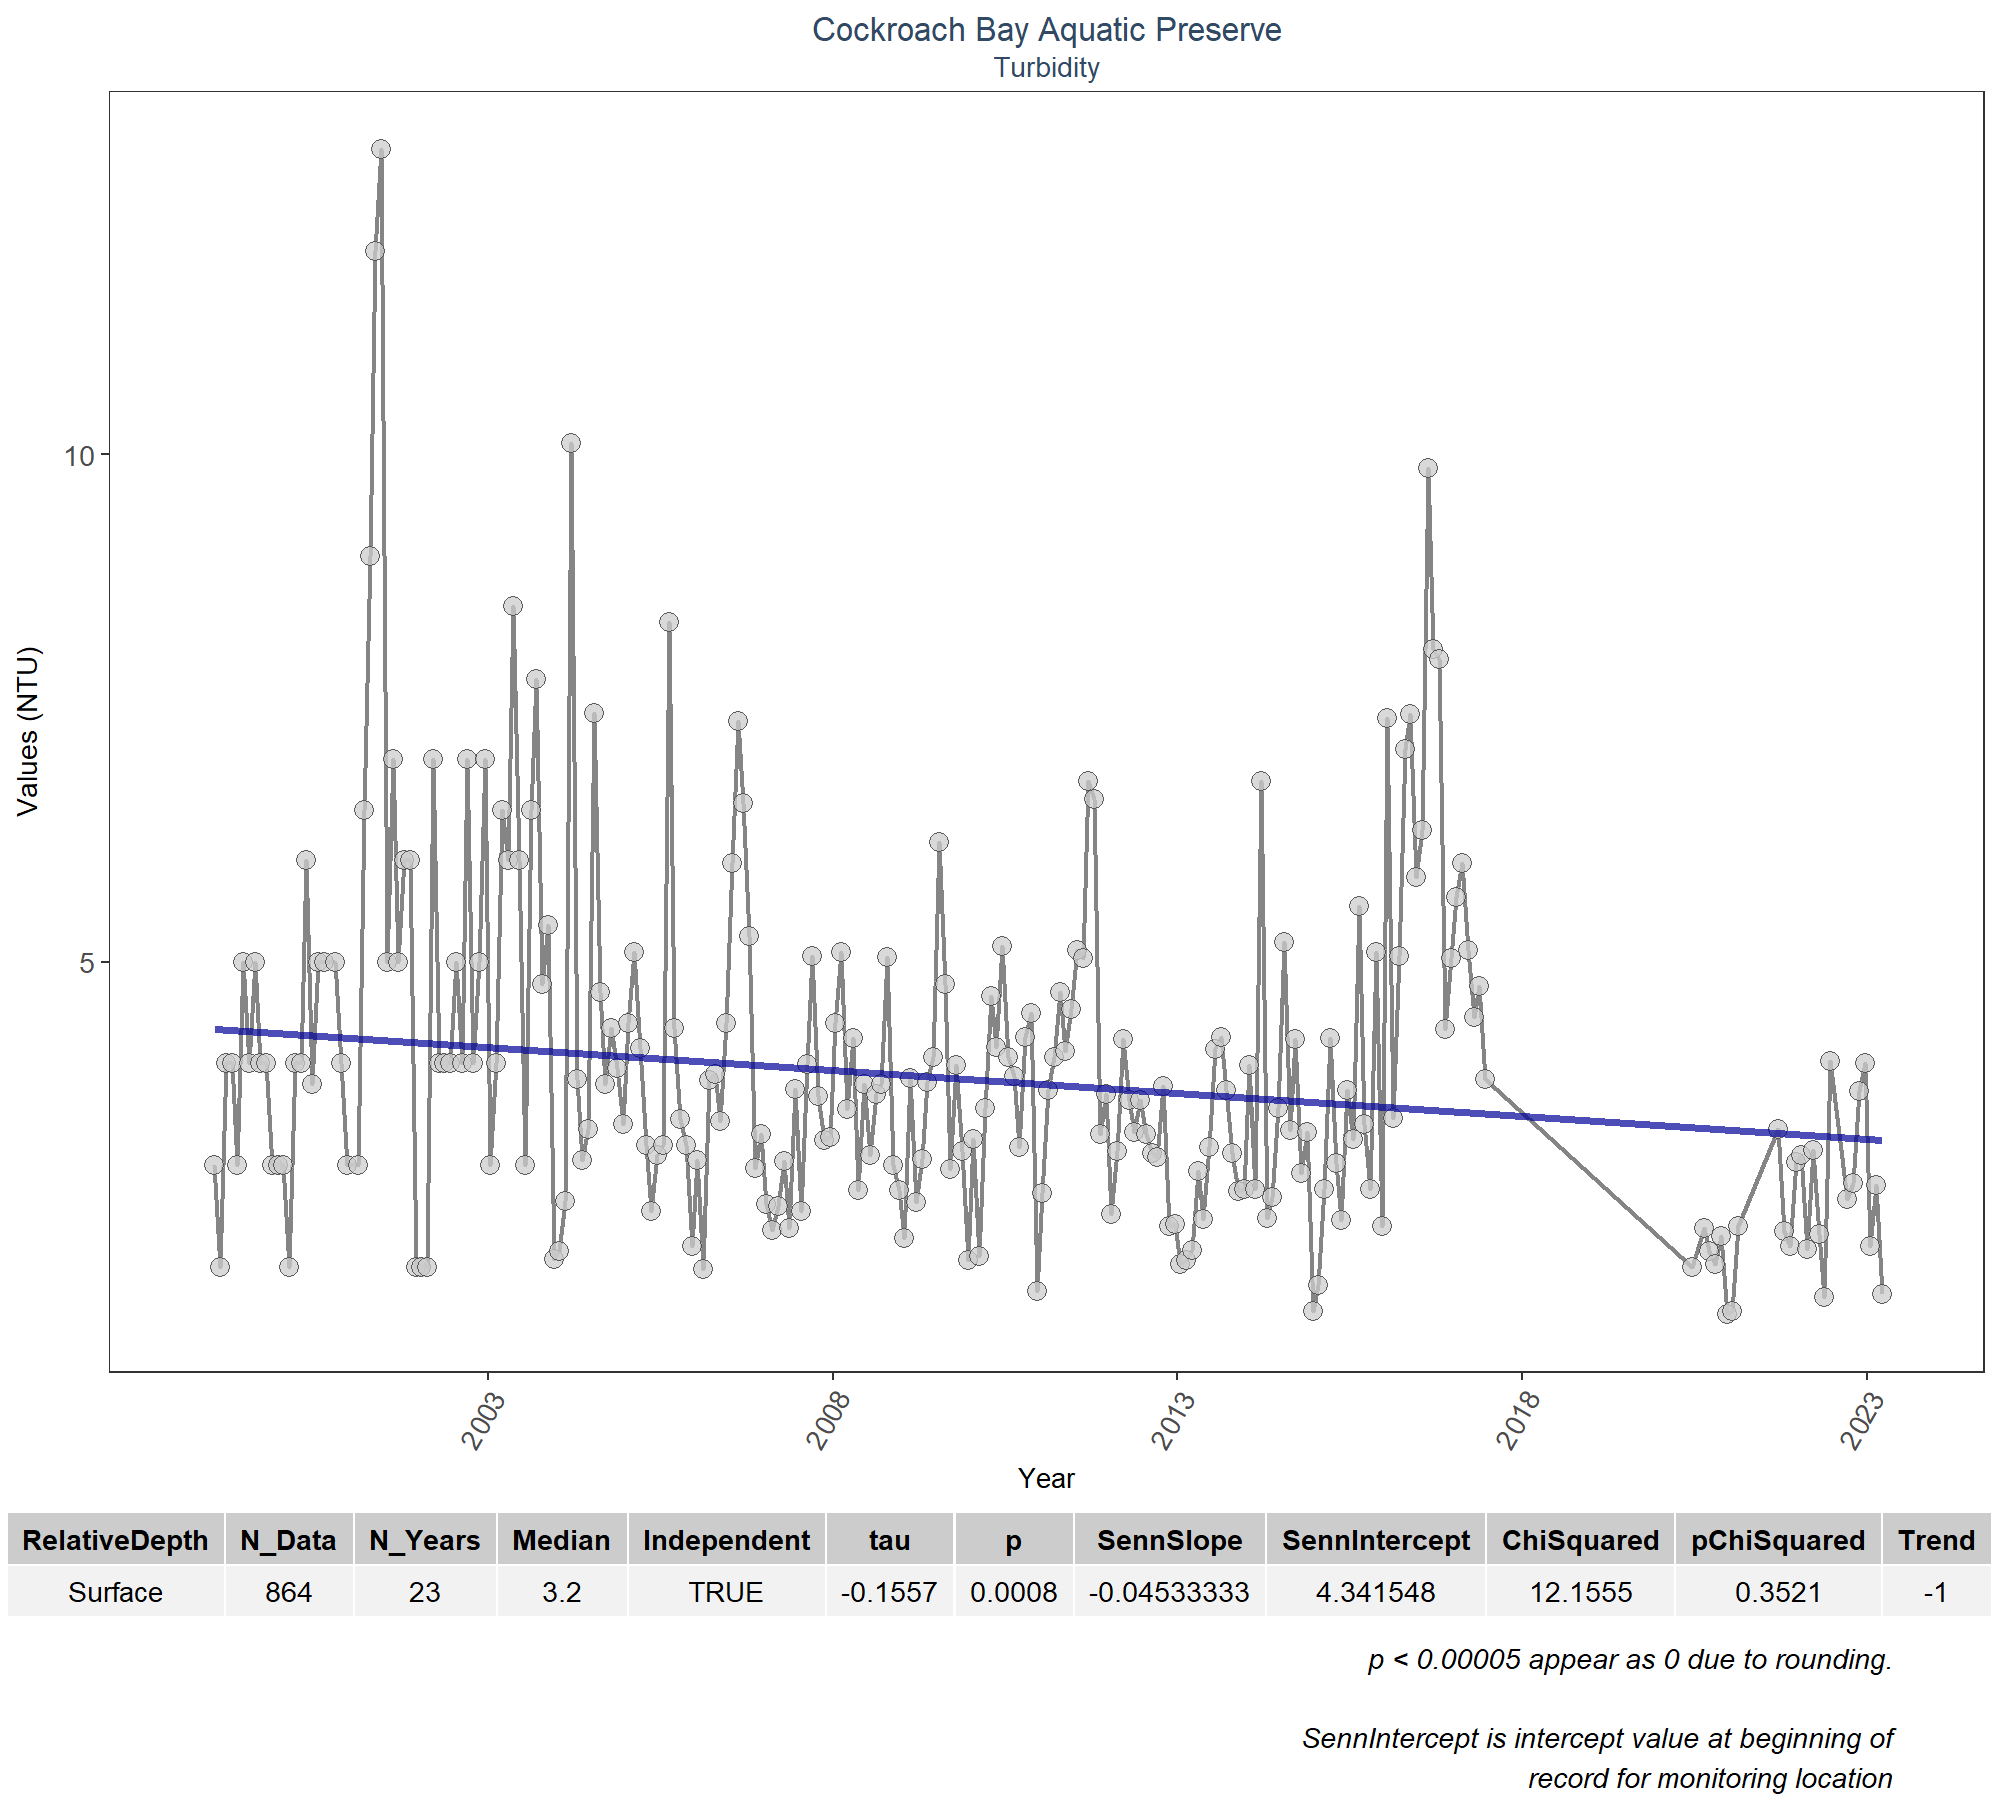 Cockroach Bay Aquatic Preserve
Turbidity
Values (NTU)
10
5
2003
2008
2013
2018
2023
Year
RelativeDepth N_Data N_Years Median Independent tau p SennSlope SennIntercept ChiSquared pChiSquared Trend
Surface 864 23 3.2 TRUE -0.1557 0.0008 -0.04533333 4.341548 12.1555 0.3521 -1
p < 0.00005 appear as 0 due to rounding.
SennIntercept is intercept value at beginning of
record for monitoring location